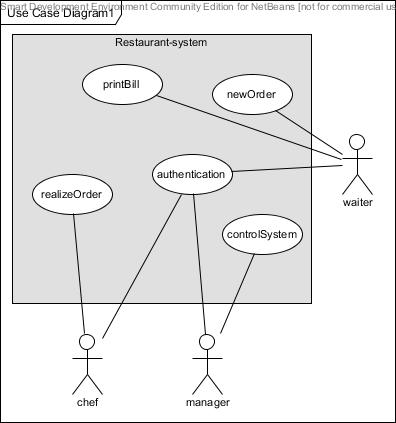 Smart Development Environment Community Edition for NetBeans [not for commercial us
Use Case Diagram1
Restaurant-system
printBill
newOrder
authentication
waiter
realizeOrder
controlSystem
chef
manager